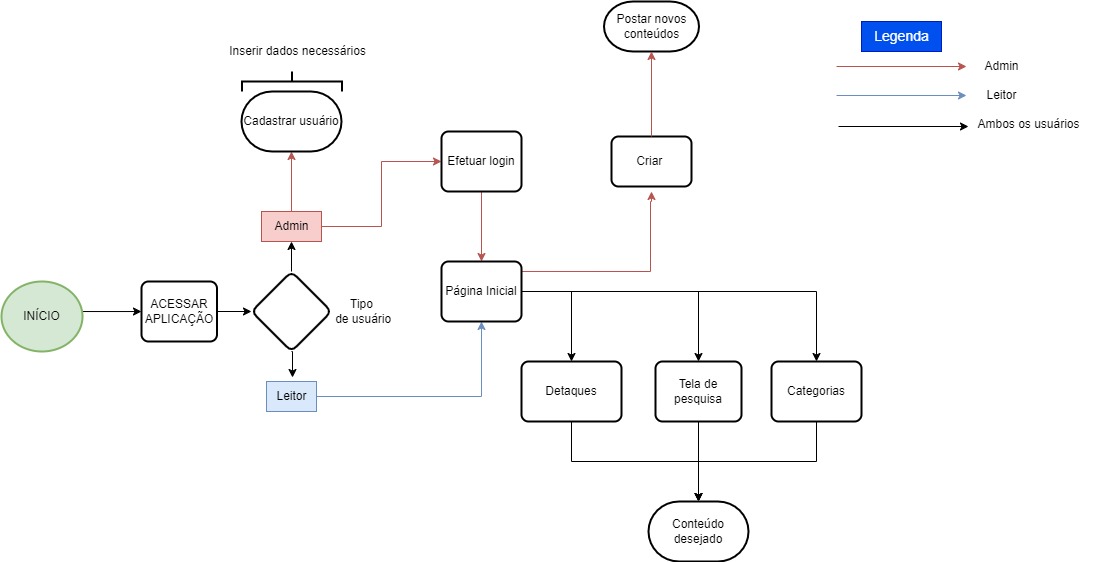 Postar novos
conteúdos
Legenda
Inserir dados necessários
Admin
Leitor
Cadastrar usuário
Ambos os usuários
Efetuar login
Criar
Admin
Página Inicial
ACESSAR
APLICAÇÃO
INÍCIO
Tipo
de usuário
Leitor
Detaques
Tela de
pesquisa
Categorias
Conteúdo
desejado